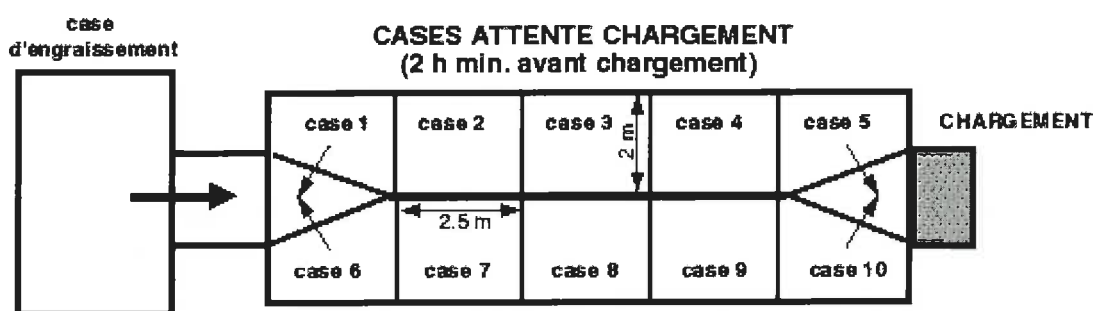 case
d'engraissement
CASES ATTENTE CHARGEMENT
(2 h min. avant chargement)
case 1
case 2
case 3
case 4
case 5
CHARGEMENT
2 m
2.5 m
case 6
case 7
case 8
case 9
case 10